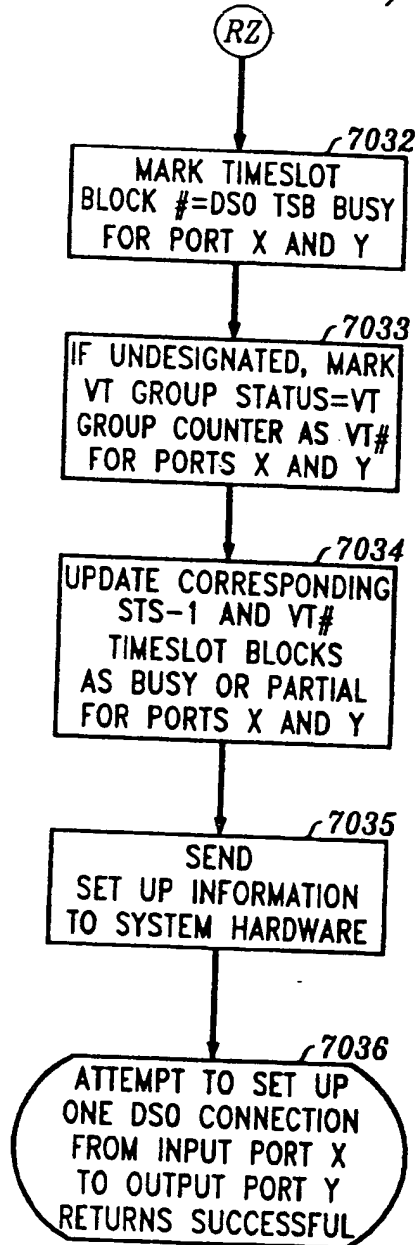 RZ
7032
MARK TIMESLOT
BLOCK #=DSO TSB BUSY
FOR PORT X AND Y
7033
IF UNDESIGNATED, MARK
VT GROUP STATUS=VT
GROUP COUNTER AS VT#
FOR PORTS X AND Y
7034
UPDATE CORRESPONDING
STS-1 AND VT#
TIMESLOT BLOCKS
AS BUSY OR PARTIAL
FOR PORTS X AND Y
7035
SEND
SET UP INFORMATION
TO SYSTEM HARDWARE
7036
ATTEMPT TO SET UP
ONE DSO CONNECTION
FROM INPUT PORT X
TO OUTPUT PORT Y
RETURNS SUCCESSFUL